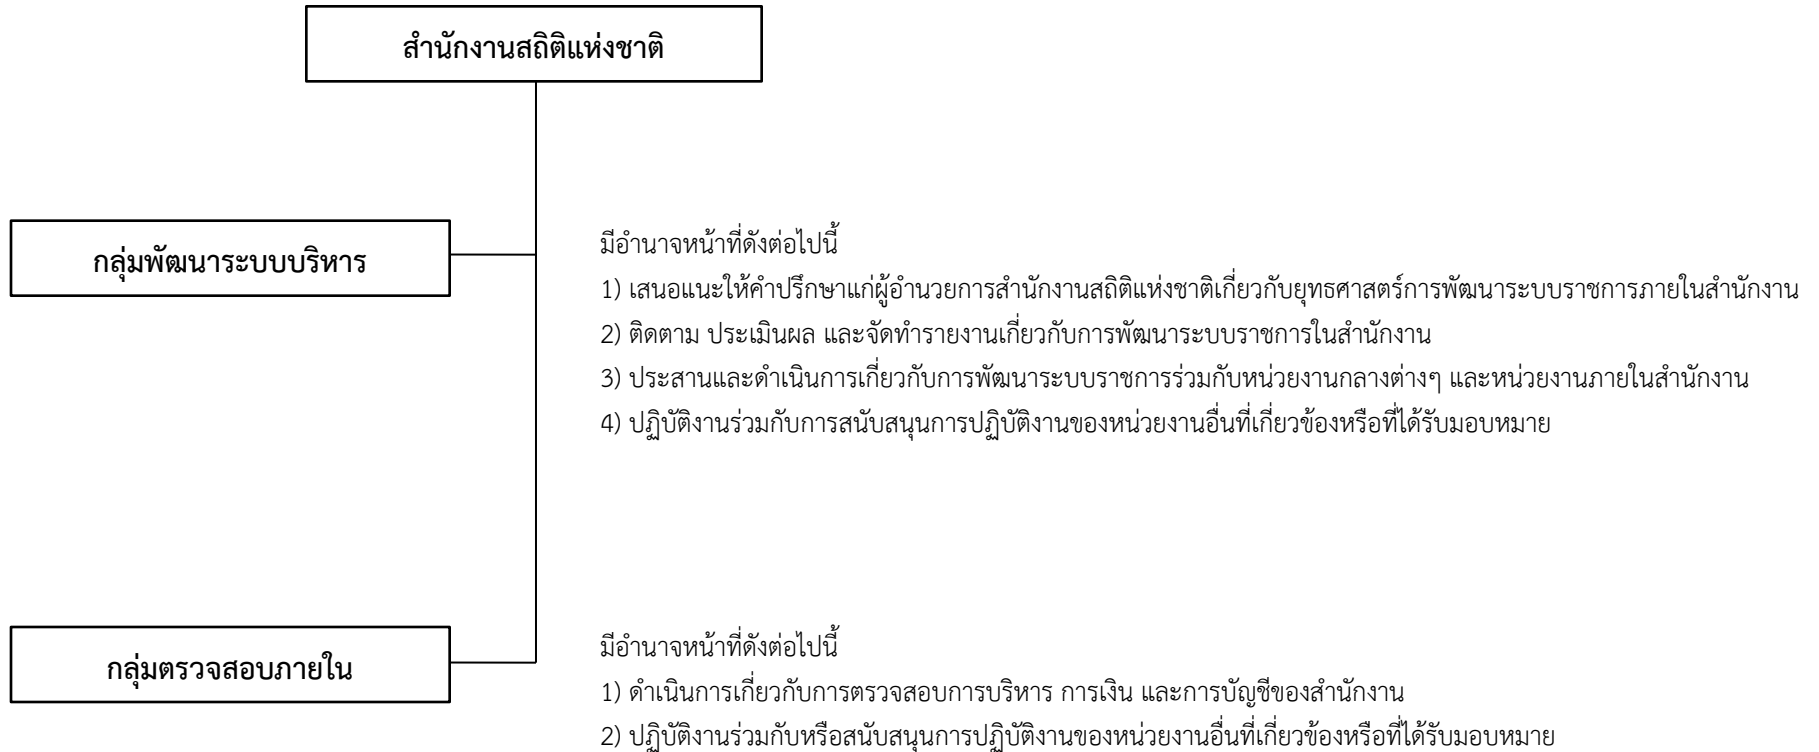 สำนักงานสถิติแห่งชาติ
กลุ่มพัฒนาระบบบริหาร
มีอำนาจหน้าที่ดังต่อไปนี้
1) เสนอแนะให้คำปรึกษาแก่ผู้อำนวยการสำนักงานสถิติแห่งชาติเกี่ยวกับยุทธศาสตร์การพัฒนาระบบราชการภายในสำนักงาน
2) ติดตาม ประเมินผล และจัดทำรายงานเกี่ยวกับการพัฒนาระบบราชการในสำนักงาน
3) ประสานและดำเนินการเกี่ยวกับการพัฒนาระบบราชการร่วมกับหน่วยงานกลางต่างๆ และหน่วยงานภายในสำนักงาน
4) ปฏิบัติงานร่วมกับการสนับสนุนการปฏิบัติงานของหน่วยงานอื่นที่เกี่ยวข้องหรือที่ได้รับมอบหมาย
กลุ่มตรวจสอบภายใน
มีอำนาจหน้าที่ดังต่อไปนี้
1) ดำเนินการเกี่ยวกับการตรวจสอบการบริหาร การเงิน และการบัญชีของสำนักงาน
2) ปฏิบัติงานร่วมกับหรือสนับสนุนการปฏิบัติงานของหน่วยงานอื่นที่เกี่ยวข้องหรือที่ได้รับมอบหมาย